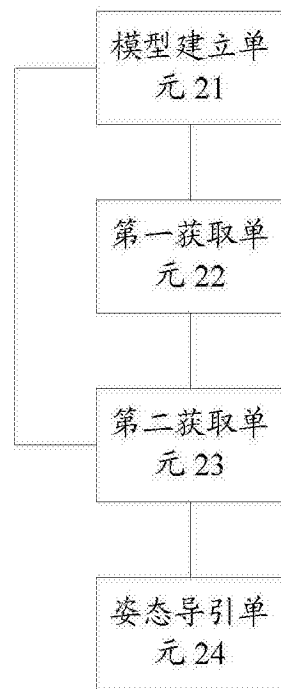 模型建立单
元 21
第一获取单
元 22
第二获取单
元 23
姿态导引单
元 24